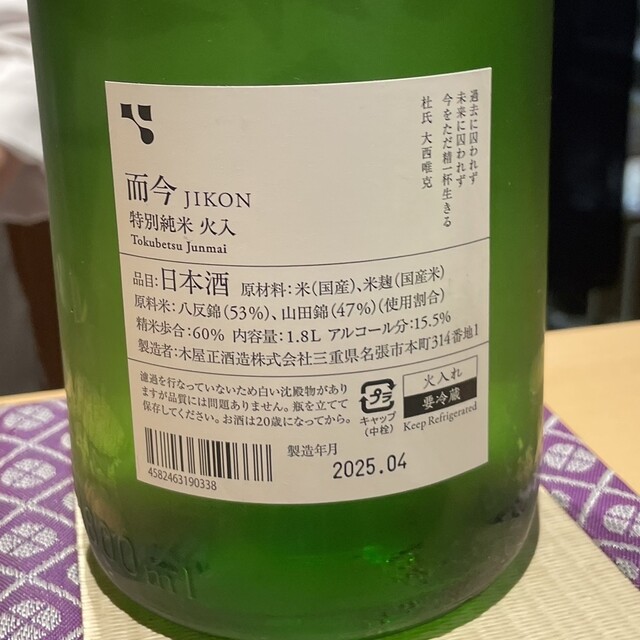 過去に囚われず
未来に囚われず
今をただ精一杯生きる
杜氏 大西唯克
而今 JIKON
特別純米 火入
Tokubetsu Junmai
品目:日本酒 原材料:米(国産)、米麹(国産米)
原料米:八反錦(53%)、山田錦(47%)(使用割合)
精米歩合:60% 内容量:1.8L アルコール分:15.5%
製造者:木屋正酒造株式会社三重県名張市本町314番地1
濾過を行なっていないため白い沈殿物があり
ますが品質には問題ありません。瓶を立てて
保存してください。お酒は20歳になってから。
プラ
キャップ
(中栓)
火入れ
要冷蔵
Keep Refrigerated
製造年月
2025.04
4582463190338